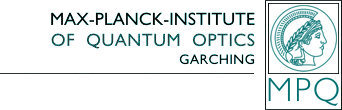 MAX-PLANCK-INSTITUTE
OF QUANTUM OPTICS
GARCHING
MPQ